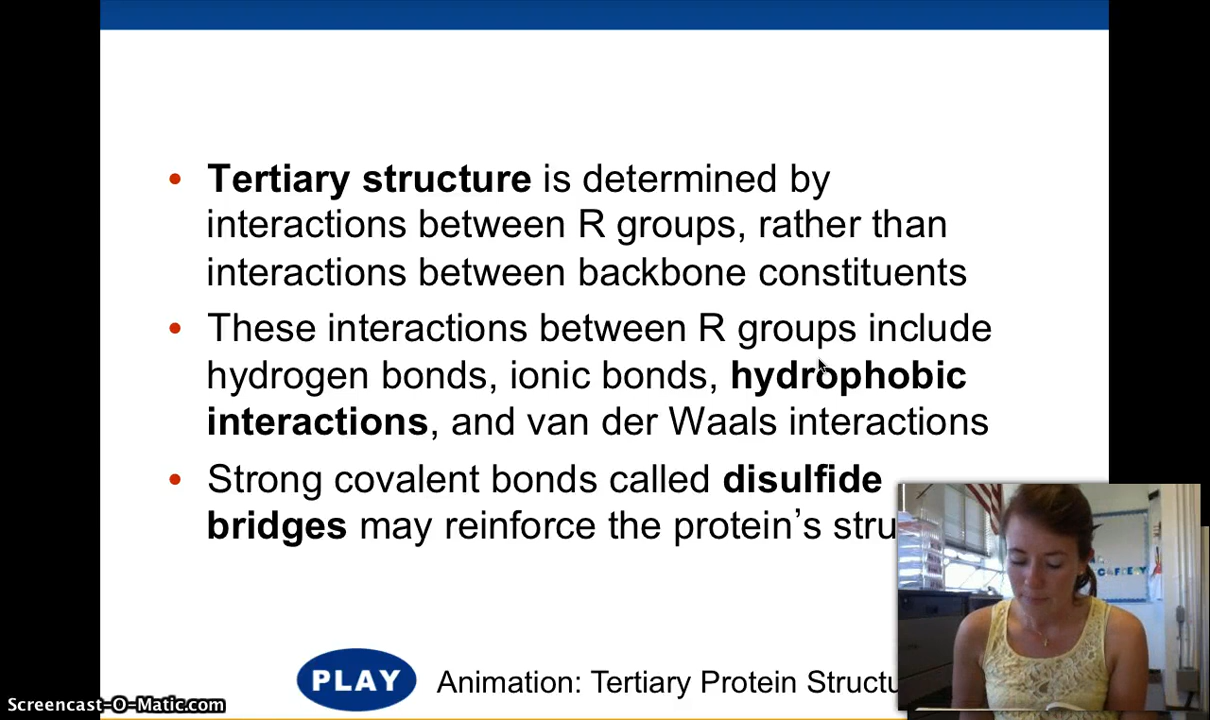 • Tertiary structure is determined by
interactions between R groups, rather than
interactions between backbone constituents
• These interactions between R groups include
hydrogen bonds, ionic bonds, hydrophobic
interactions, and van der Waals interactions
• Strong covalent bonds called disulfide
bridges may reinforce the protein’s stru
PLAY Animation: Tertiary Protein Structu
Screencast-O-Matic.com